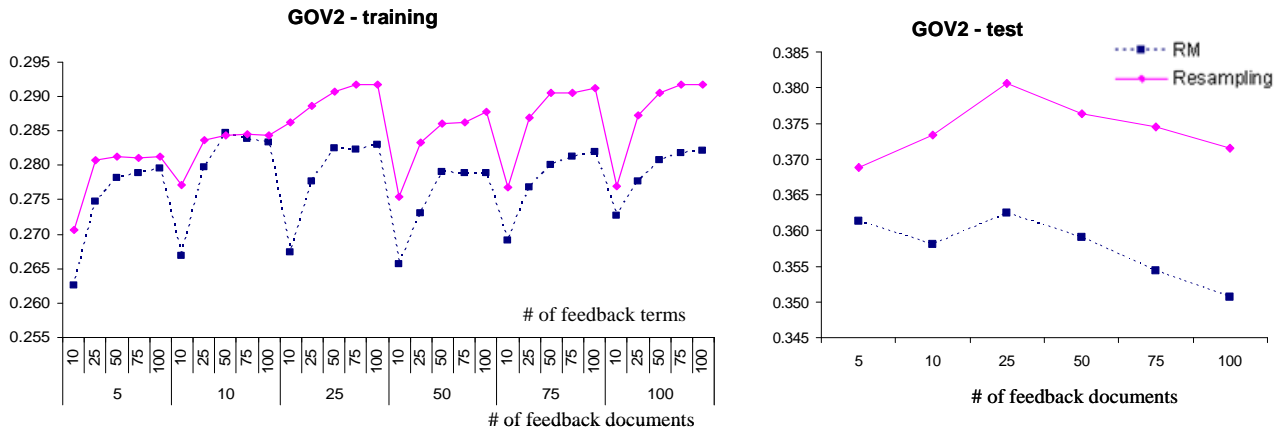 GOV2 - training
0.295
0.290
0.285
0.280
0.275
0.270
0.265
0.260
0.255
# of feedback terms
10 25 50 75 100 10 25 50 75 100 10 25 50 75 100 10 25 50 75 100 10 25 50 75 100 10 25 50 75 100
5 10 25 50 75 100
# of feedback documents
GOV2 - test
RM
Resampling
0.385
0.380
0.375
0.370
0.365
0.360
0.355
0.350
0.345
5 10 25 50 75 100
# of feedback documents